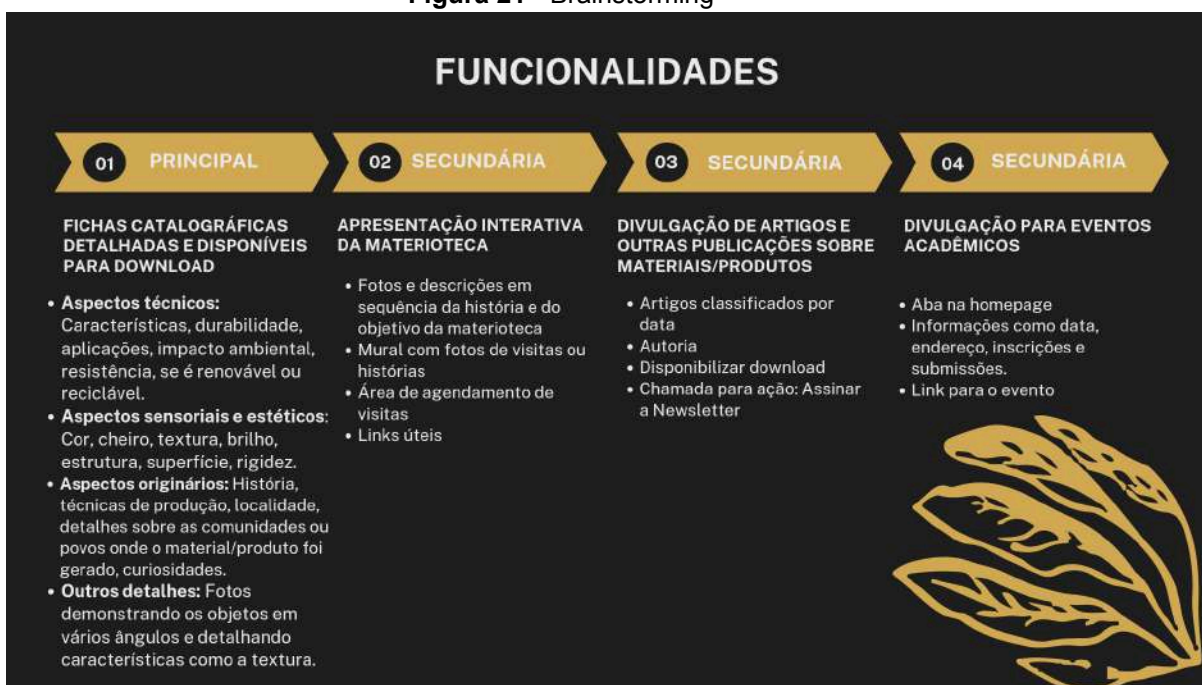 Figura 21 - Brainstorming
FUNCIONALIDADES
01 PRINCIPAL
FICHAS CATALOGRÁFICAS
DETALHADAS E DISPONÍVEIS
PARA DOWNLOAD
• Aspectos técnicos:
Características, durabilidade,
aplicações, impacto ambiental,
resistência, se é renovável ou
reciclável.
• Aspectos sensoriais e estéticos:
Cor, cheiro, textura, brilho,
estrutura, superfície, rigidez.
• Aspectos originários: História,
técnicas de produção, localidade,
detalhes sobre as comunidades ou
povos onde o material/produto foi
gerado, curiosidades.
• Outros detalhes: Fotos
demonstrando os objetos em
vários ângulos e detalhando
características como a textura.
02 SECUNDÁRIA
APRESENTAÇÃO INTERATIVA
DA MATERIOTECA
• Fotos e descrições em
sequência da história e do
objetivo da materioteca
• Mural com fotos de visitas ou
histórias
• Área de agendamento de
visitas
• Links úteis
03 SECUNDÁRIA
DIVULGAÇÃO DE ARTIGOS E
OUTRAS PUBLICAÇÕES SOBRE
MATERIAIS/PRODUTOS
• Artigos classificados por
data
• Autoria
• Disponibilizar download
• Chamada para ação: Assinar
a Newsletter
04 SECUNDÁRIA
DIVULGAÇÃO PARA EVENTOS
ACADÊMICOS
• Aba na homepage
• Informações como data,
endereço, inscrições e
submissões.
• Link para o evento